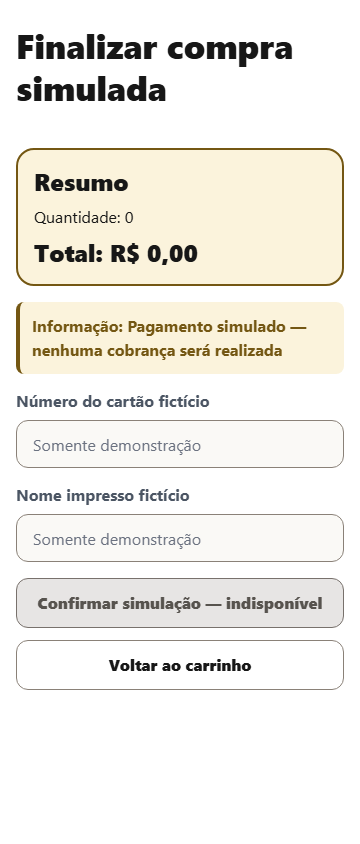 Finalizar compra
simulada
Resumo
Quantidade: 0
Total: R$ 0,00
Informação: Pagamento simulado —
nenhuma cobrança será realizada
Número do cartão fictício
Somente demonstração
Nome impresso fictício
Somente demonstração
Confirmar simulação — indisponível
Voltar ao carrinho